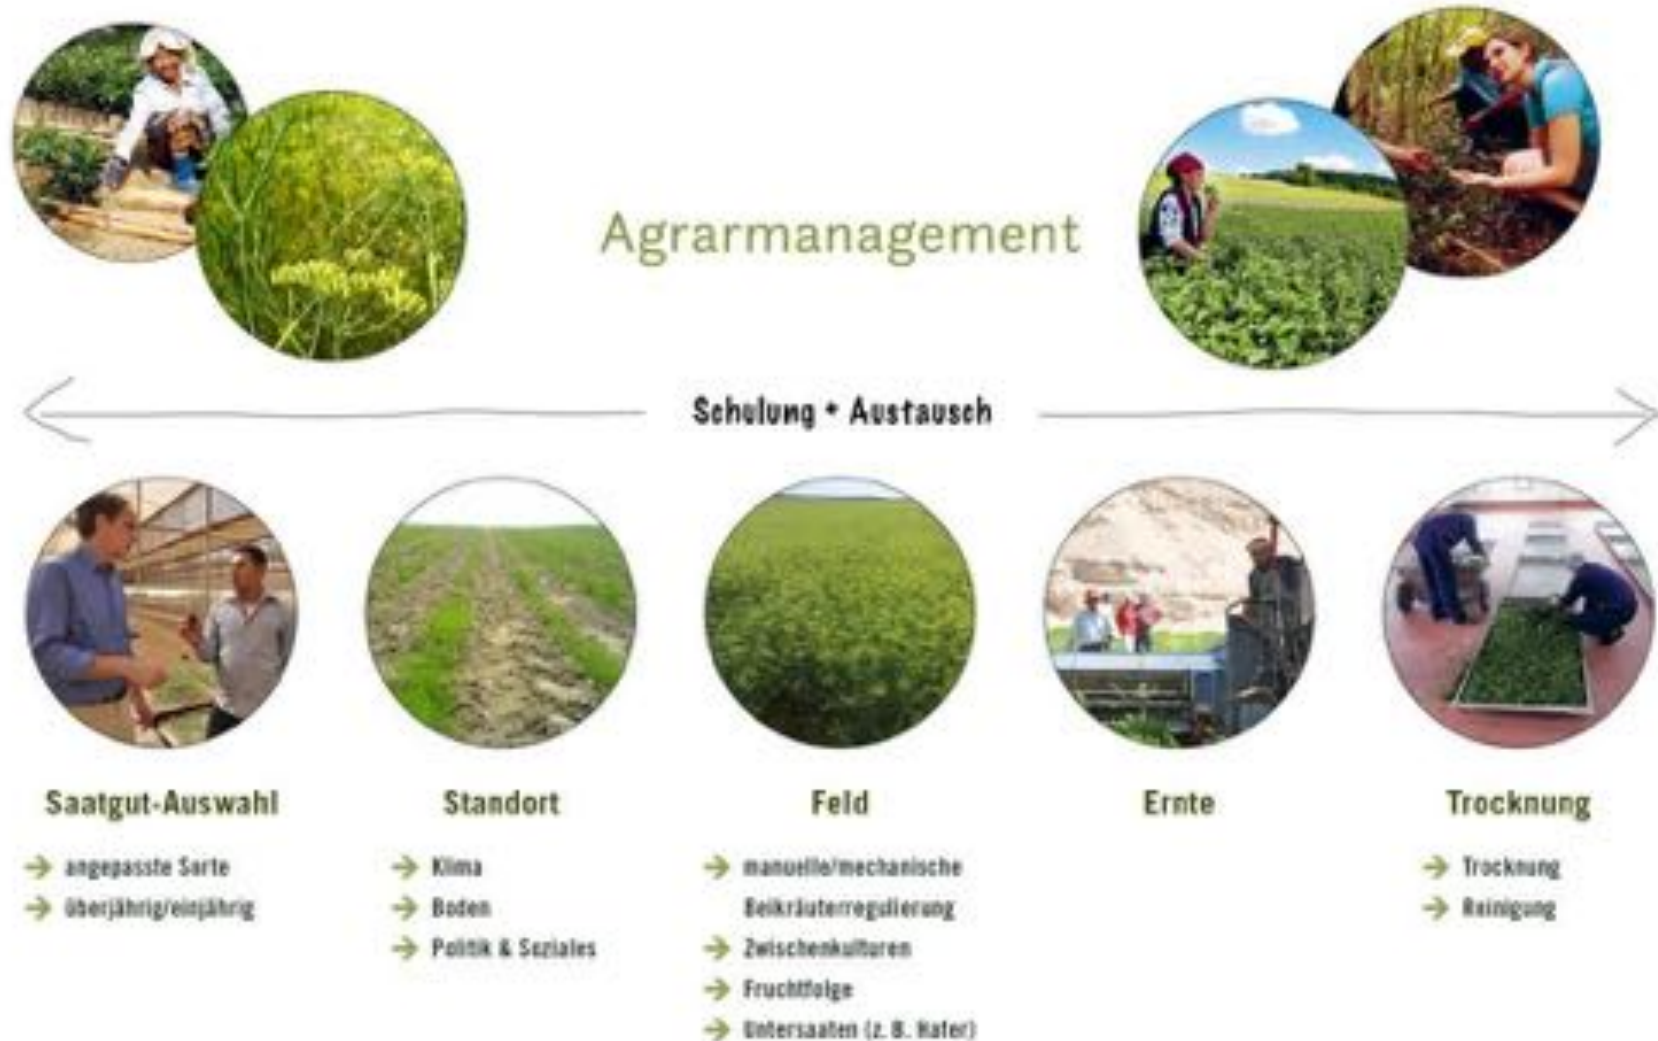 Agrarmanagement
Schulung + Austausch
Saatgut-Auswahl
→ angepasste Sorte
→ überjährig/einjährig
Standort
→ Klima
→ Boden
→ Politik & Soziales
Feld
→ manuelle/mechanische
Beikräuterregulierung
→ Zwischenkulturen
→ Fruchtfolge
→ Untersaaten (z. B. Hafer)
Ernte
Trocknung
→ Trocknung
→ Reinigung